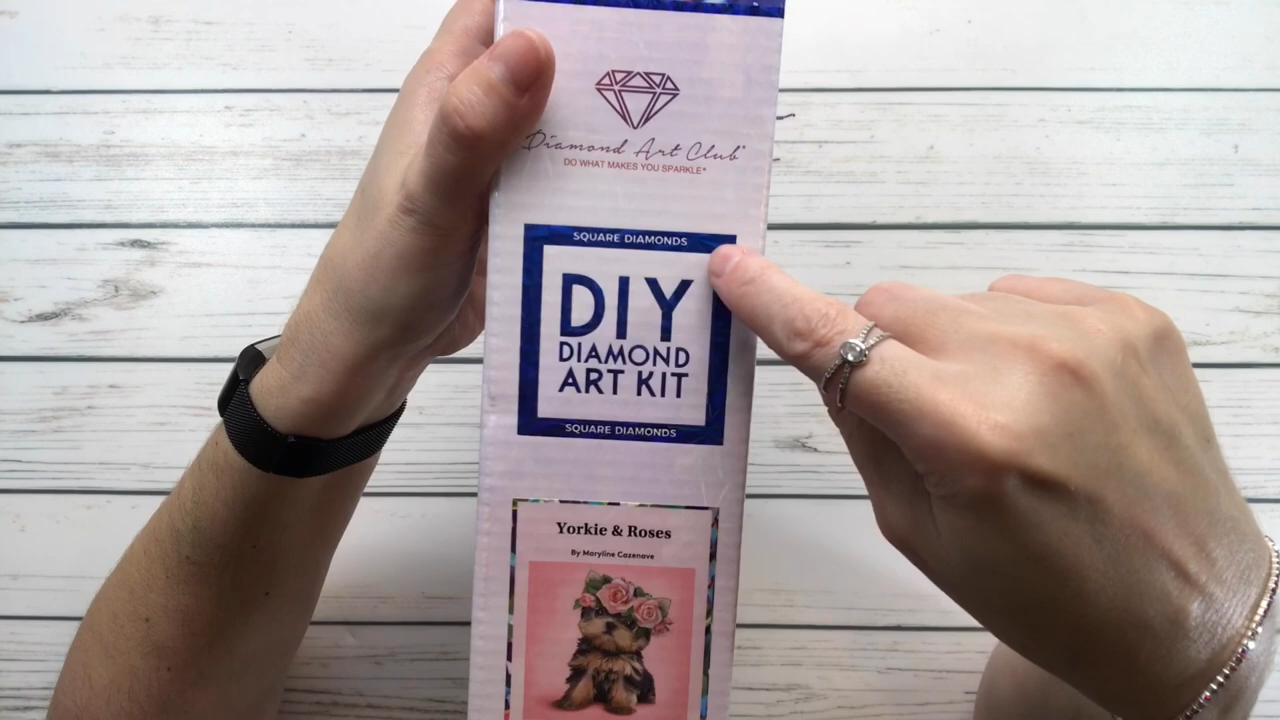 Diamond Art Club®
DO WHAT MAKES YOU SPARKLE®
SQUARE DIAMONDS
DIY
DIAMOND
ART KIT
SQUARE DIAMONDS
Yorkie & Roses
By Maryline Cazenave